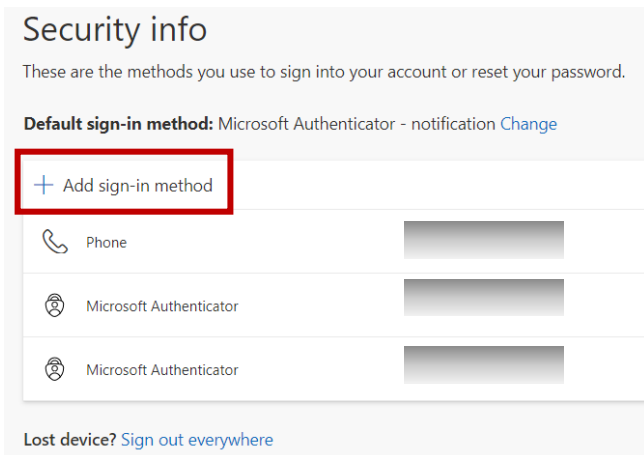 Security info
These are the methods you use to sign into your account or reset your password.
Default sign-in method: Microsoft Authenticator - notification Change
Add sign-in method
Phone
Microsoft Authenticator
Microsoft Authenticator
Lost device? Sign out everywhere